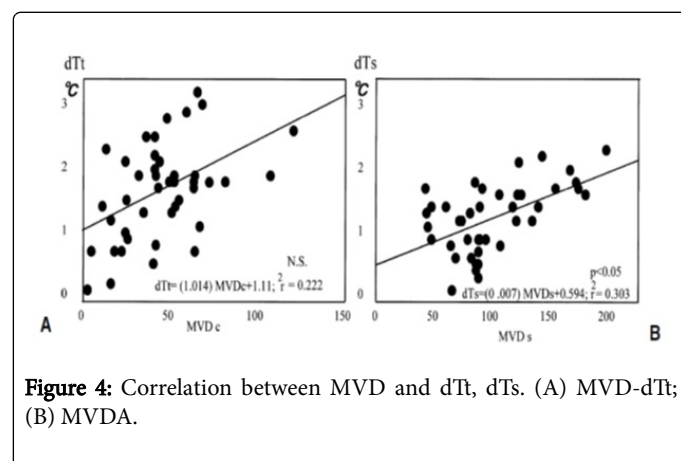 dTt
°C
3
2
1
0
0
50
100
150
MVD c
N.S.
dTt= (1.014) MVDc+1.11; r² = 0.222
A
dTs
°C
3
2
1
0
0
50
100
150
200
MVD s
p<0.05
dTs=(0 .007) MVDs+0.594; r² = 0.303
B
Figure 4: Correlation between MVD and dTt, dTs. (A) MVD-dTt;
(B) MVDA.